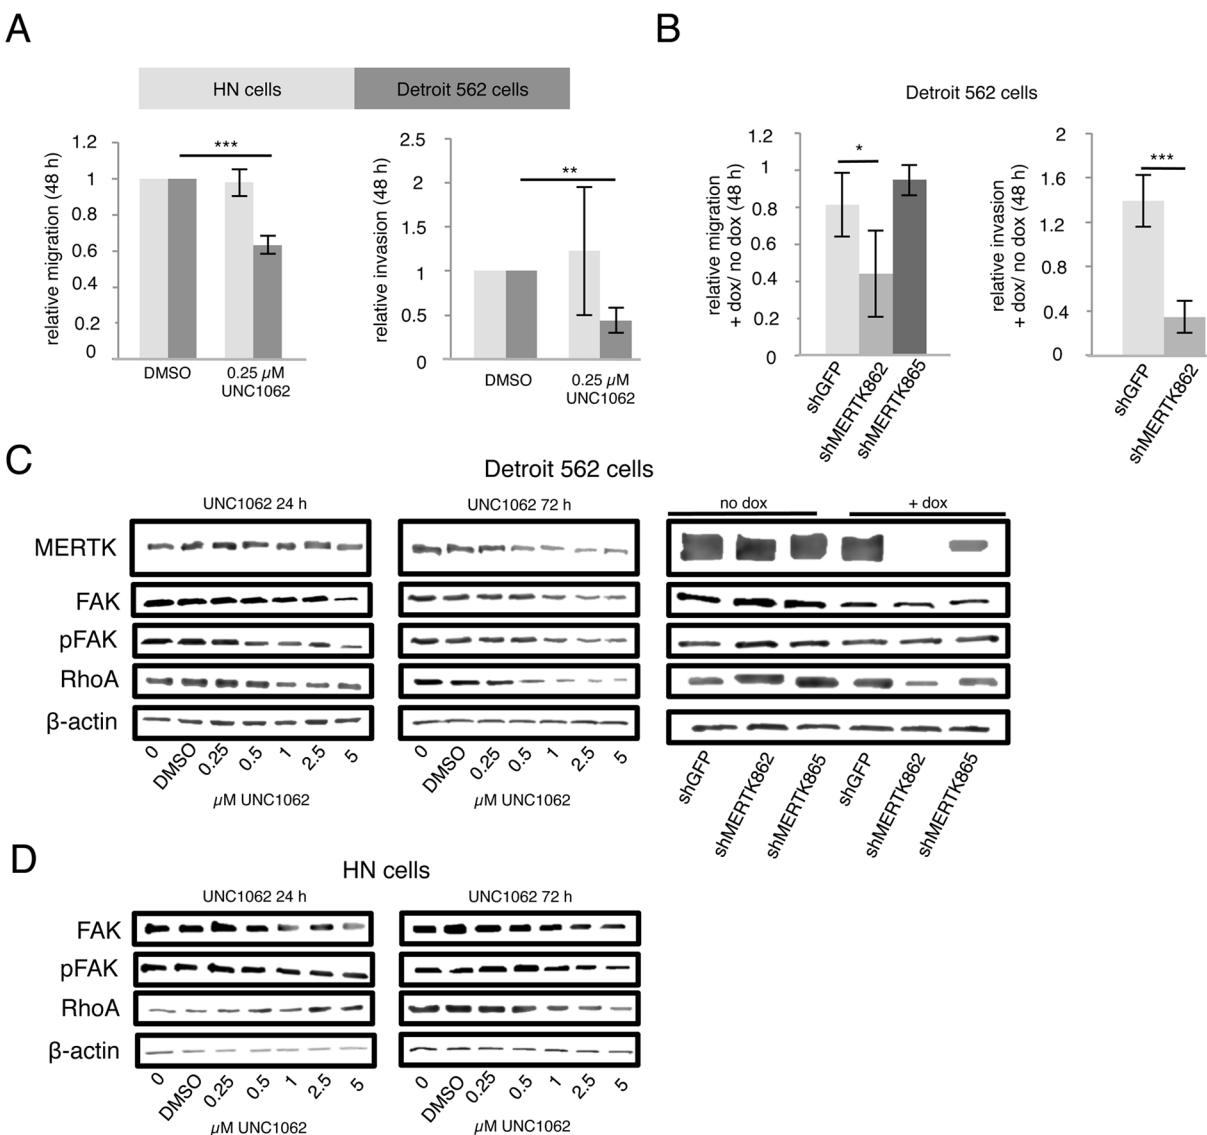 A
B
HN cells
Detroit 562 cells
Detroit 562 cells
relative migration (48 h)
1.2
1
0.8
0.6
0.4
0.2
0
***
DMSO
0.25 µM
UNC1062
relative invasion (48 h)
2.5
2
1.5
1
0.5
0
**
DMSO
0.25 µM
UNC1062
relative migration
+ dox/ no dox (48 h)
1.2
1
0.8
0.6
0.4
0.2
0
*
shGFP
shMERTK862
shMERTK865
relative invasion
+ dox/ no dox (48 h)
2
1.6
1.2
0.8
0.4
0
***
shGFP
shMERTK862
C
Detroit 562 cells
UNC1062 24 h
UNC1062 72 h
no dox
+ dox
MERTK
FAK
pFAK
RhoA
β-actin
0
DMSO
0.25
0.5
1
2.5
5
µM UNC1062
0
DMSO
0.25
0.5
1
2.5
5
µM UNC1062
shGFP
shMERTK862
shMERTK865
shGFP
shMERTK862
shMERTK865
D
HN cells
UNC1062 24 h
UNC1062 72 h
FAK
pFAK
RhoA
β-actin
0
DMSO
0.25
0.5
1
2.5
5
µM UNC1062
0
DMSO
0.25
0.5
1
2.5
5
µM UNC1062